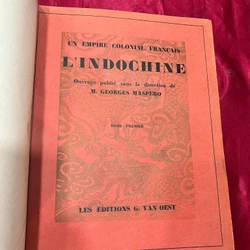 UN EMPIRE COLONIAL FRANÇAIS
L'INDOCHINE
Ouvrage publié sous la direction de
M. GEORGES MASPERO
TOME PREMIER
LES ÉDITIONS G. VAN OEST